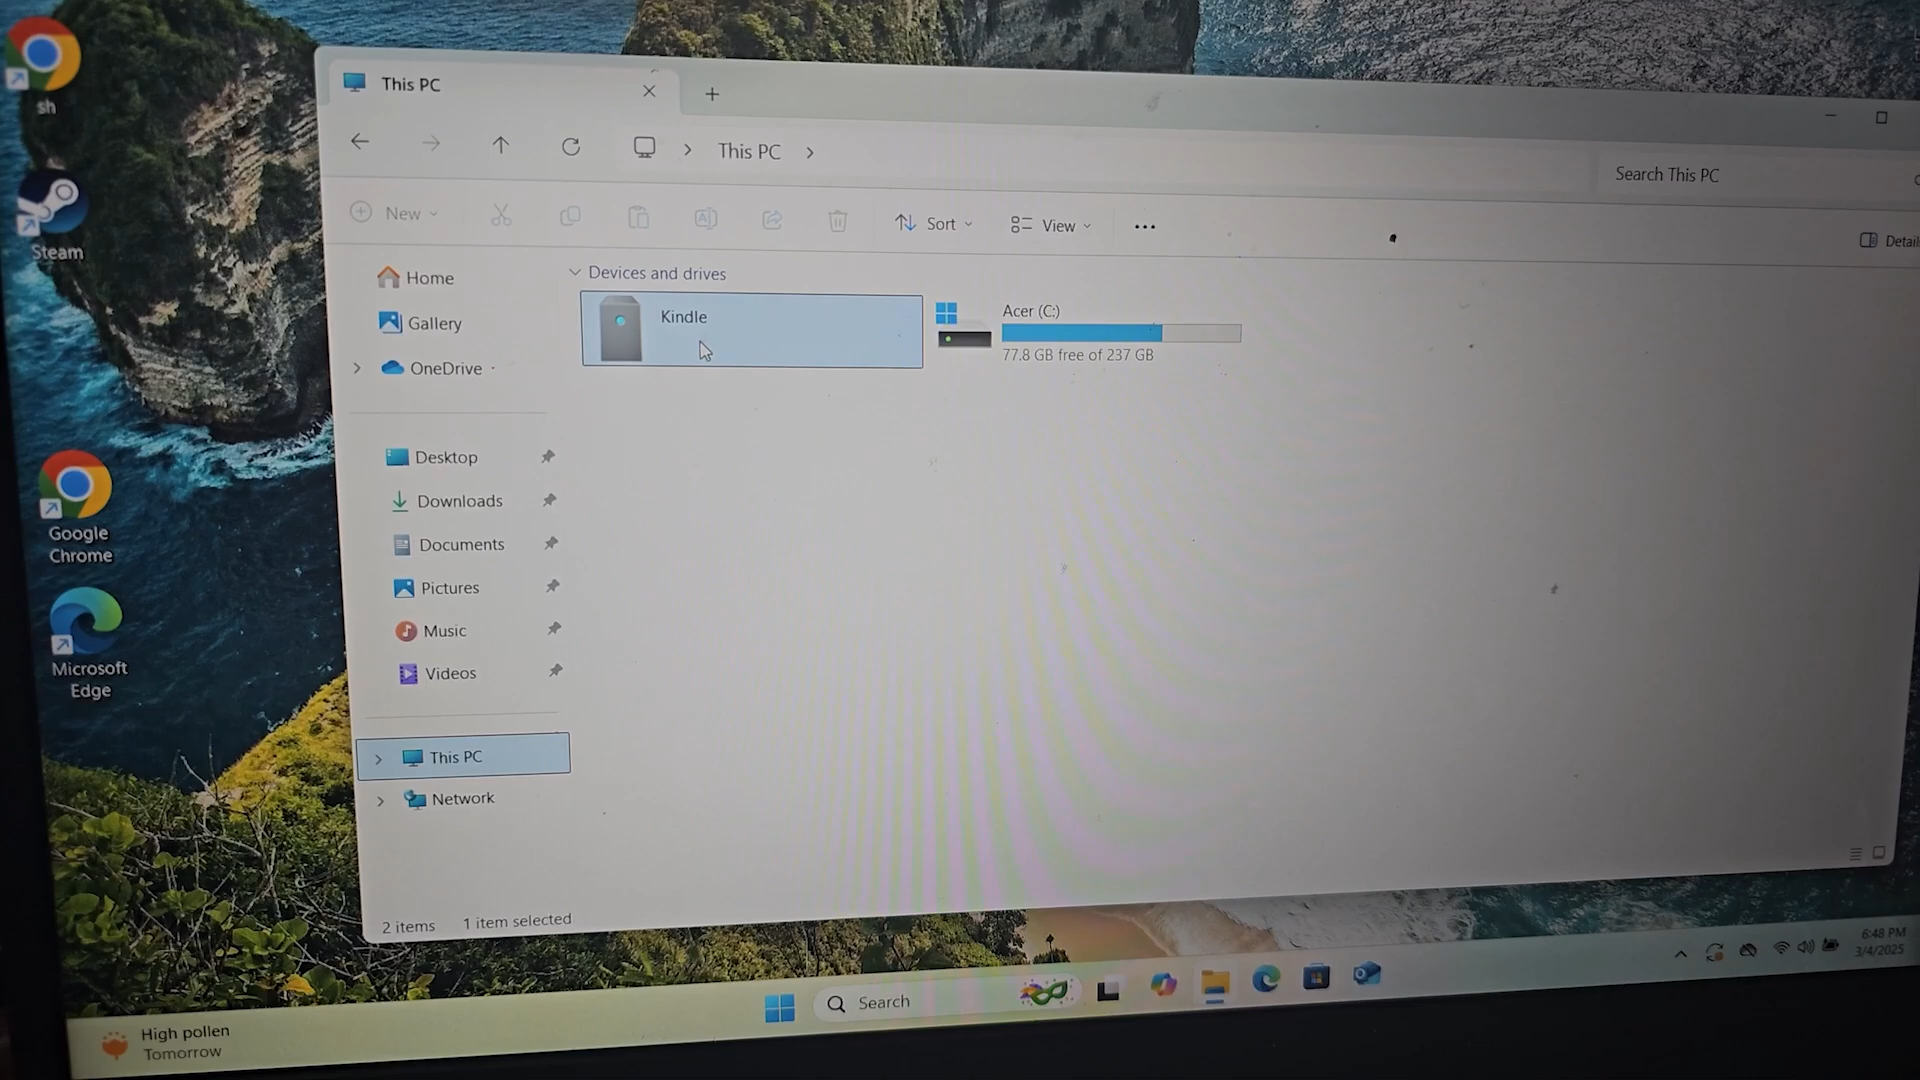 sh
Steam
Google
Chrome
Microsoft
Edge
This PC
This PC
Search This PC
New
Sort
View
Home
Gallery
OneDrive
Desktop
Downloads
Documents
Pictures
Music
Videos
This PC
Network
Devices and drives
Kindle
Acer (C:)
77.8 GB free of 237 GB
2 items 1 item selected
High pollen
Tomorrow
Search
6:48 PM
3/4/2025